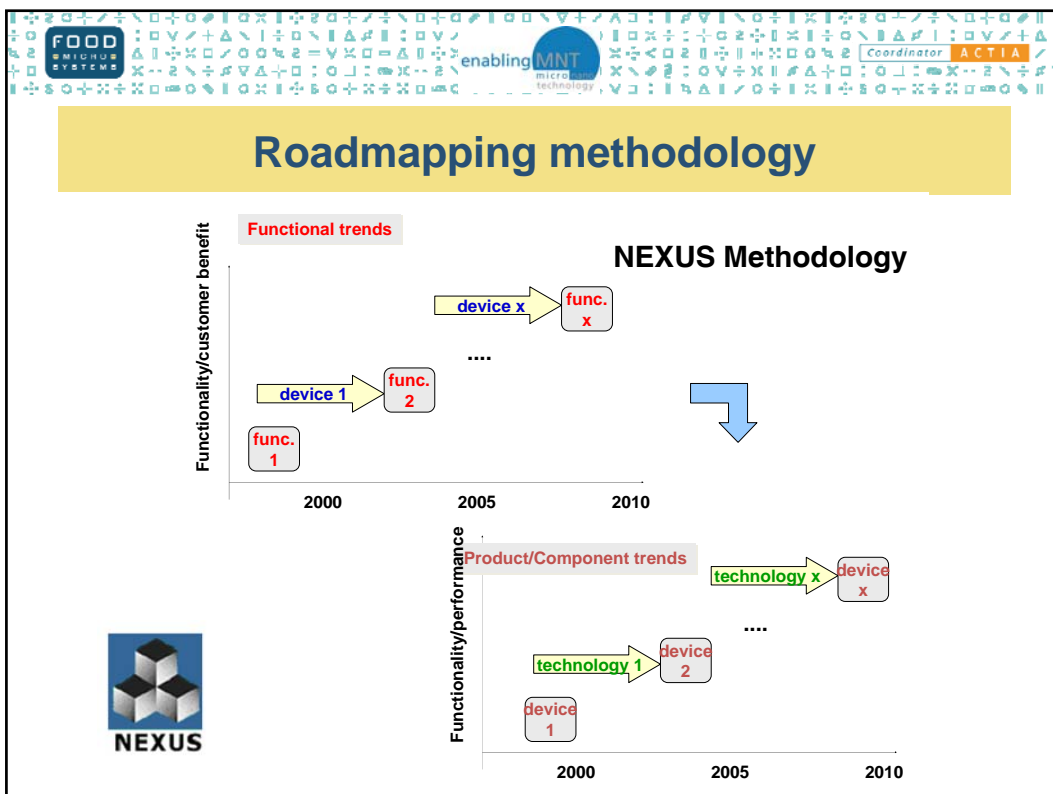 FOOD
MICRO
SYSTEMS
enabling MNT
micro nano
technology
Coordinator ACTIA
Roadmapping methodology
Functional trends
NEXUS Methodology
Functionality/customer benefit
device x
func.
x
....
device 1
func.
2
func.
1
2000 2005 2010
Product/Component trends
Functionality/performance
technology x
device
x
....
technology 1
device
2
device
1
2000 2005 2010
NEXUS